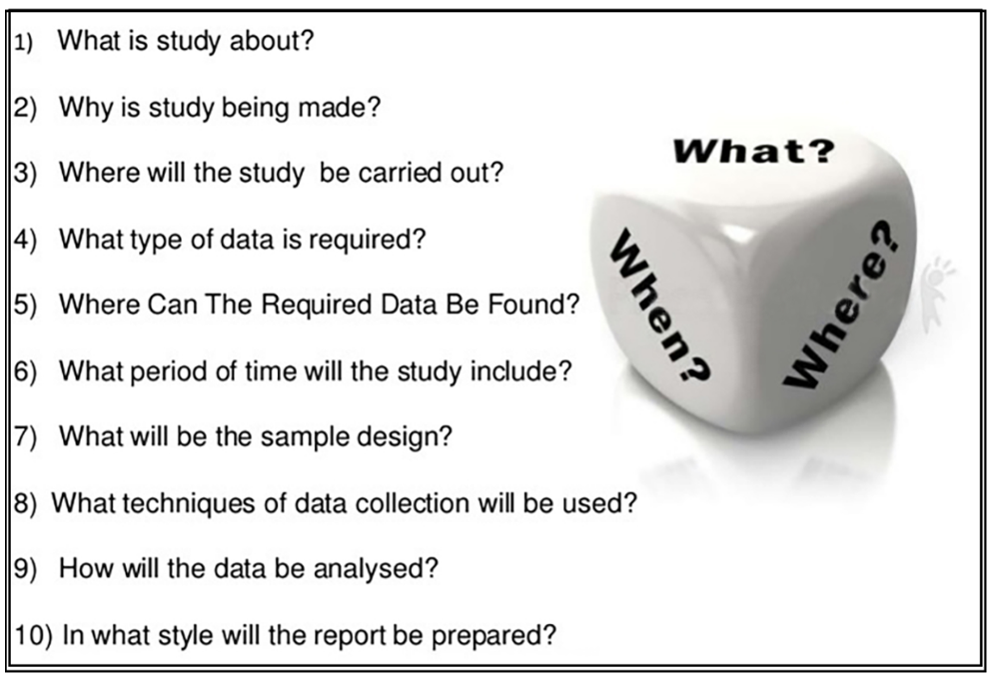 1) What is study about?
2) Why is study being made?
3) Where will the study be carried out?
4) What type of data is required?
5) Where Can The Required Data Be Found?
6) What period of time will the study include?
7) What will be the sample design?
8) What techniques of data collection will be used?
9) How will the data be analysed?
10) In what style will the report be prepared?
What?
When?
Where?